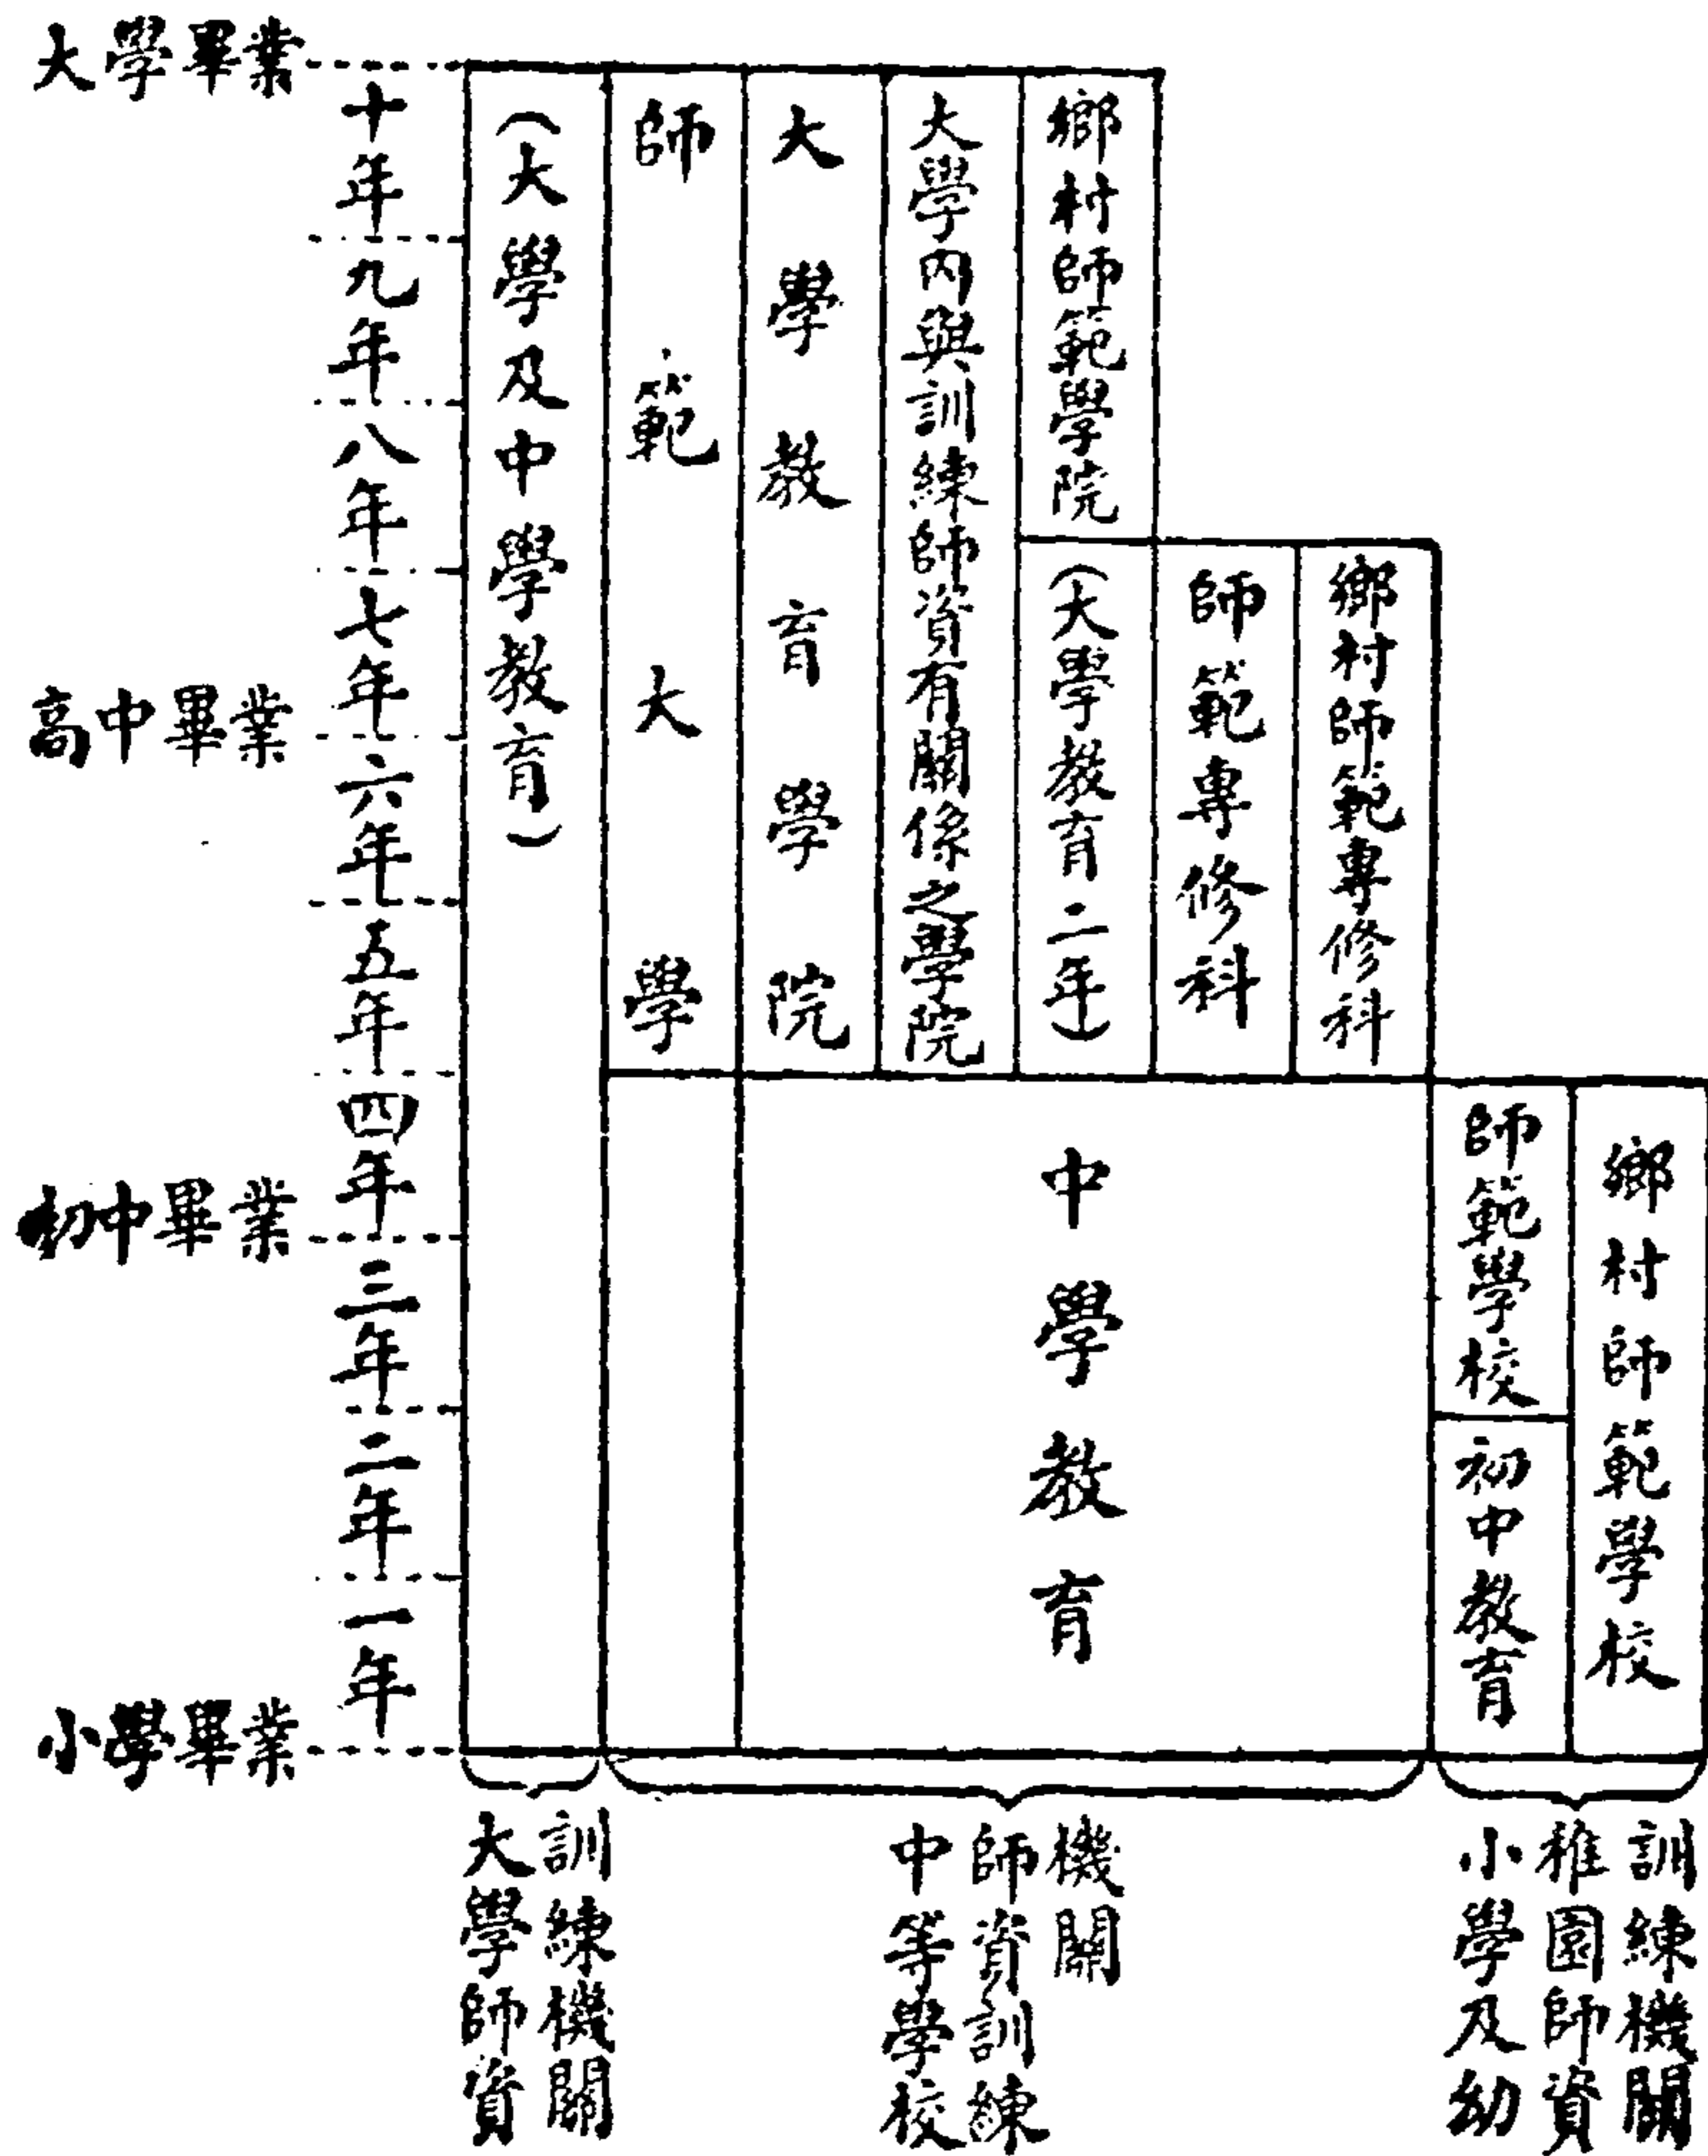 大學畢業
十年
九年
八年
七年
高中畢業
六年
五年
四年
初中畢業
三年
二年
一年
小學畢業
（大學及中學教育）
師範大學
大學教育學院
大學內與訓練師資有關係之學院
鄉村師範學院
（大學教育二年）
師範專修科
鄉村師範專修科
中學教育
師範學校
初中教育
鄉村師範學校
大學師資
訓練機關
中等學校
師資訓練
機關
小學及幼
稚園師資
訓練機關